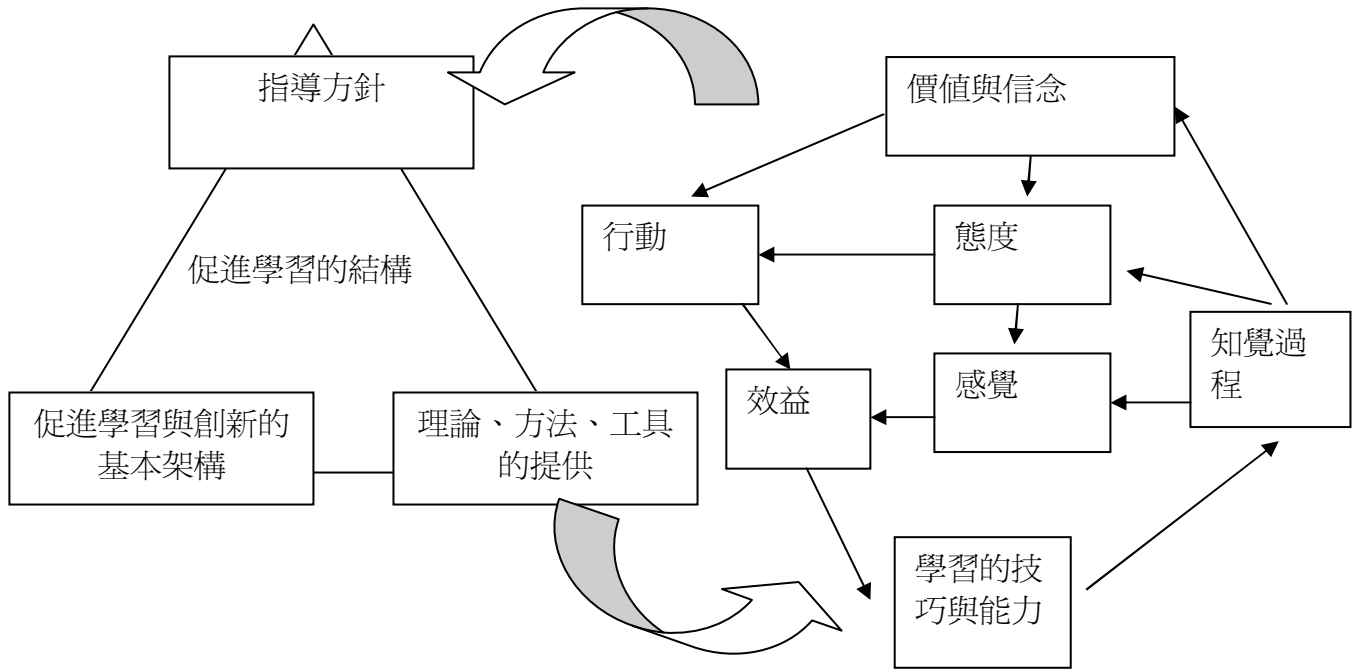 指導方針
促進學習的結構
促進學習與創新的
基本架構
理論、方法、工具
的提供
價值與信念
行動
態度
知覺過
程
感覺
效益
學習的技
巧與能力